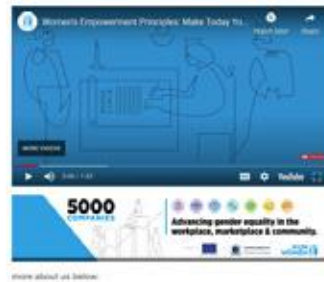 Women's Empowerment Principles: Make Today Yo...
Watch later
Share
MORE VIDEOS
YouTube
5000
COMPANIES
Advancing gender equality in the
workplace, marketplace & community.
WOMEN
more about us below: